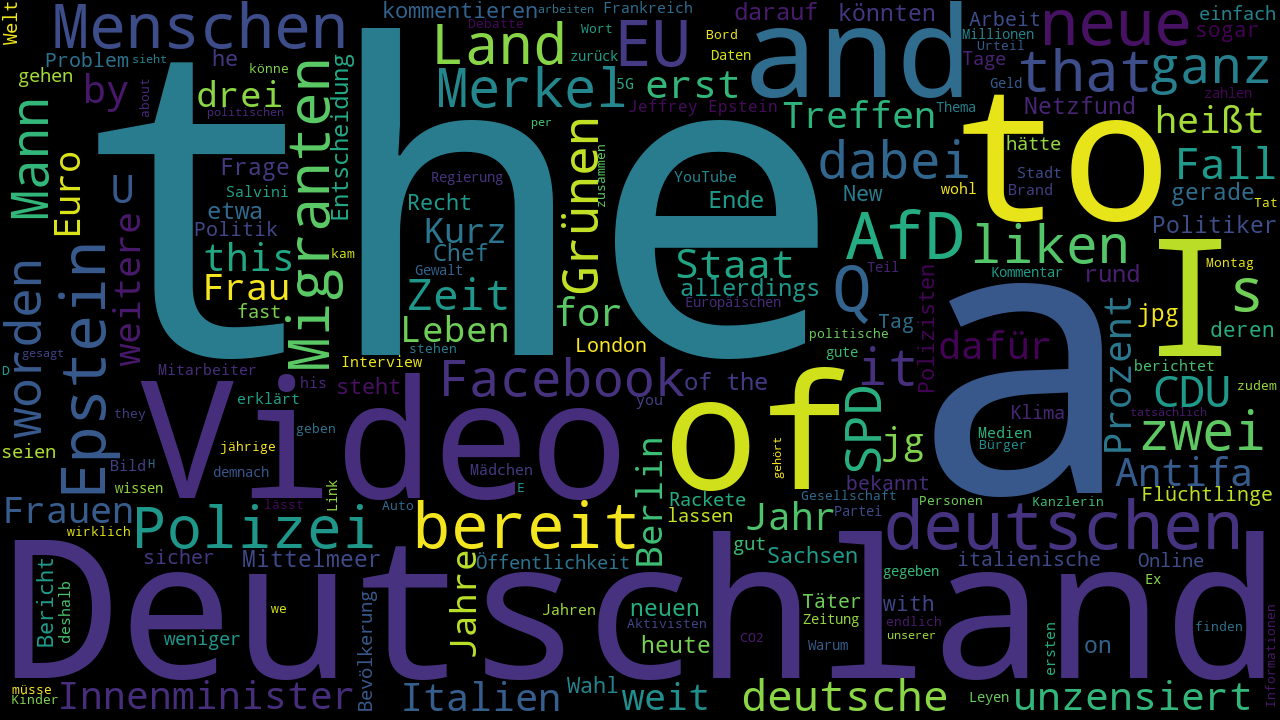 Welt
Menschen
kommentieren
arbeiten
Frankreich
darauf
könnten
Arbeit
neue
einfach
sogar
Debatte
Wort
EU
and
Millionen
Urteil
Problem
sieht
he
könne
Land
zurück
Bord
Daten
Tage
that
ganz
gehen
by
about
drei
politischen
Entscheidung
Merkel
5G
erst
Jeffrey Epstein
Treffen
Geld
Thema
Netzfund
zahlen
heißt
Mann
Euro
the
per
to
hätte
Frage
Migranten
Grünen
zusammen
dabei
Stadt
Fall
Salvini
Regierung
YouTube
New
wohl
Brand
gerade
Tat
etwa
Recht
Ende
Politik
Kurz
AfD
liken
Politiker
weitere
this
kam
Chef
Staat
I
Montag
Gewalt
Q
Teil
Kommentar
rund
Frau
Zeit
allerdings
Europäischen
s
worden
Epstein
fast
for
Tag
Polizisten
jpg
deren
Leben
London
politische
dafür
Prozent
gesagt
stehen
gute
a
D
Mitarbeiter
Interview
berichtet
his
steht
Facebook
of the
it
CDU
zudem
erklärt
you
they
Video
of
SPD
Klima
tatsächlich
geben
jg
Medien
zwei
seien
jährige
Berlin
gehört
Bürger
Bild
H
demnach
Mädchen
bekannt
Antifa
wissen
E
Link
Rackete
Gesellschaft
Flüchtlinge
Frauen
lässt
Auto
lassen
Partei
Personen
Kanzlerin
Polizei
bereit
Jahr
deutschen
wirklich
sicher
Mittelmeer
Öffentlichkeit
gut
Sachsen
italienische
Online
Deutschland
Bericht
deshalb
Jahre
gegeben
Ex
we
Bevölkerung
Jahren
neuen
Täter
with
Aktivisten
Zeitung
endlich
finden
weniger
CO2
heute
Warum
unserer
on
ersten
Informationen
müsse
Kinder
Innenminister
Italien
Wahl
weit
deutsche
Leyen
unzensiert